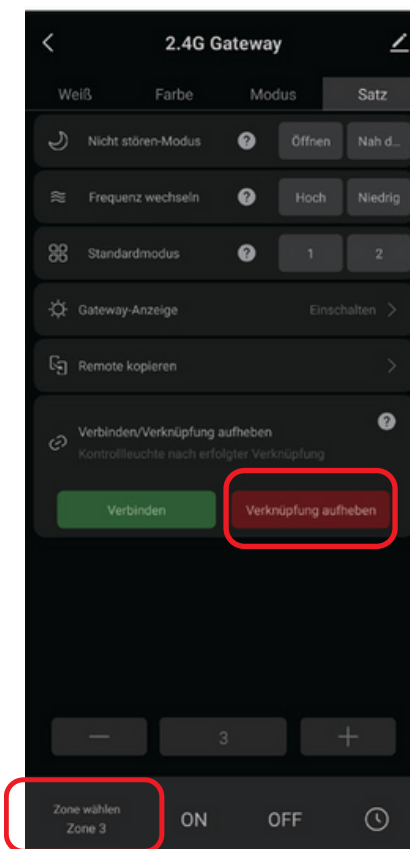 2.4G Gateway
Weiß Farbe Modus Satz
Nicht stören-Modus ? Öffnen Nah d...
Frequenz wechseln ? Hoch Niedrig
Standardmodus ? 1 2
Gateway-Anzeige Einschalten
Remote kopieren
Verbinden/Verknüpfung aufheben ?
Kontrollleuchte nach erfolgter Verknüpfung
Verbinden Verknüpfung aufheben
— 3 +
Zone wählen
Zone 3 ON OFF